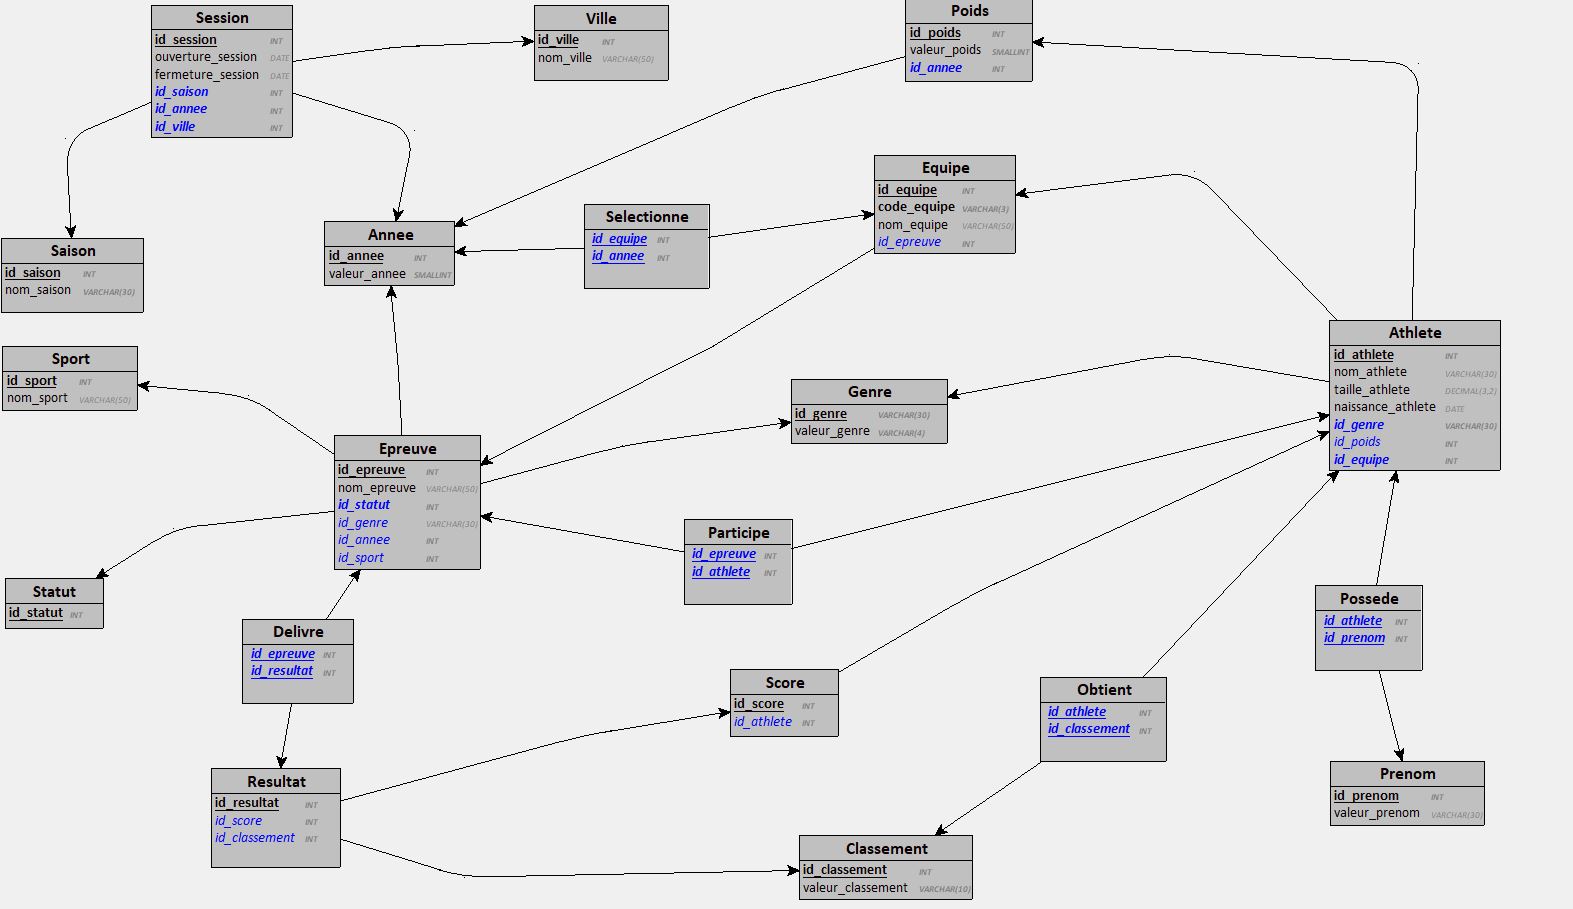 Session
id_session INT
ouverture_session DATE
fermeture_session DATE
id_saison INT
id_annee INT
id_ville INT
Ville
id_ville INT
nom_ville VARCHAR(50)
Poids
id_poids INT
valeur_poids SMALLINT
id_annee INT
Equipe
id_equipe INT
code_equipe VARCHAR(3)
nom_equipe VARCHAR(50)
id_epreuve INT
Selectionne
id_equipe INT
id_annee INT
Annee
id_annee INT
valeur_annee SMALLINT
Saison
id_saison INT
nom_saison VARCHAR(30)
Athlete
id_athlete INT
nom_athlete VARCHAR(30)
taille_athlete DECIMAL(3,2)
naissance_athlete DATE
id_genre VARCHAR(30)
id_poids INT
id_equipe INT
Sport
id_sport INT
nom_sport VARCHAR(50)
Genre
id_genre VARCHAR(30)
valeur_genre VARCHAR(4)
Epreuve
id_epreuve INT
nom_epreuve VARCHAR(50)
id_statut INT
id_genre VARCHAR(30)
id_annee INT
id_sport INT
Participe
id_epreuve INT
id_athlete INT
Statut
id_statut INT
Possede
id_athlete INT
id_prenom INT
Delivre
id_epreuve INT
id_resultat INT
Score
id_score INT
id_athlete INT
Obtient
id_athlete INT
id_classement INT
Resultat
id_resultat INT
id_score INT
id_classement INT
Prenom
id_prenom INT
valeur_prenom VARCHAR(30)
Classement
id_classement INT
valeur_classement VARCHAR(10)